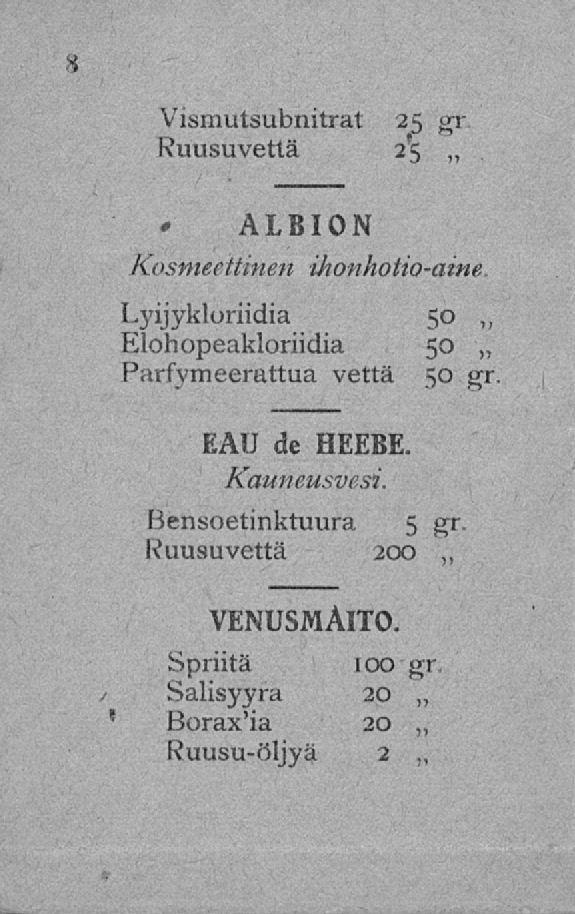 8
Vismutsubnitrat 25 gr.
Ruusuvettä 25 „
ALBION
Kosmeettinen ihonhotio-aine.
Lyijykloriidia 50 „
Elohopeakloriidia 50 „
Parfymeerattua vettä 50 gr.
EAU de HEEBE.
Kauneusvesi.
Bensoetinktuura 5 gr.
Ruusuvettä 200 „
VENUSMAITO.
Spriitä 100 gr.
Salisyyra 20 „
Borax'ia 20 „
Ruusu-öljyä 2 „